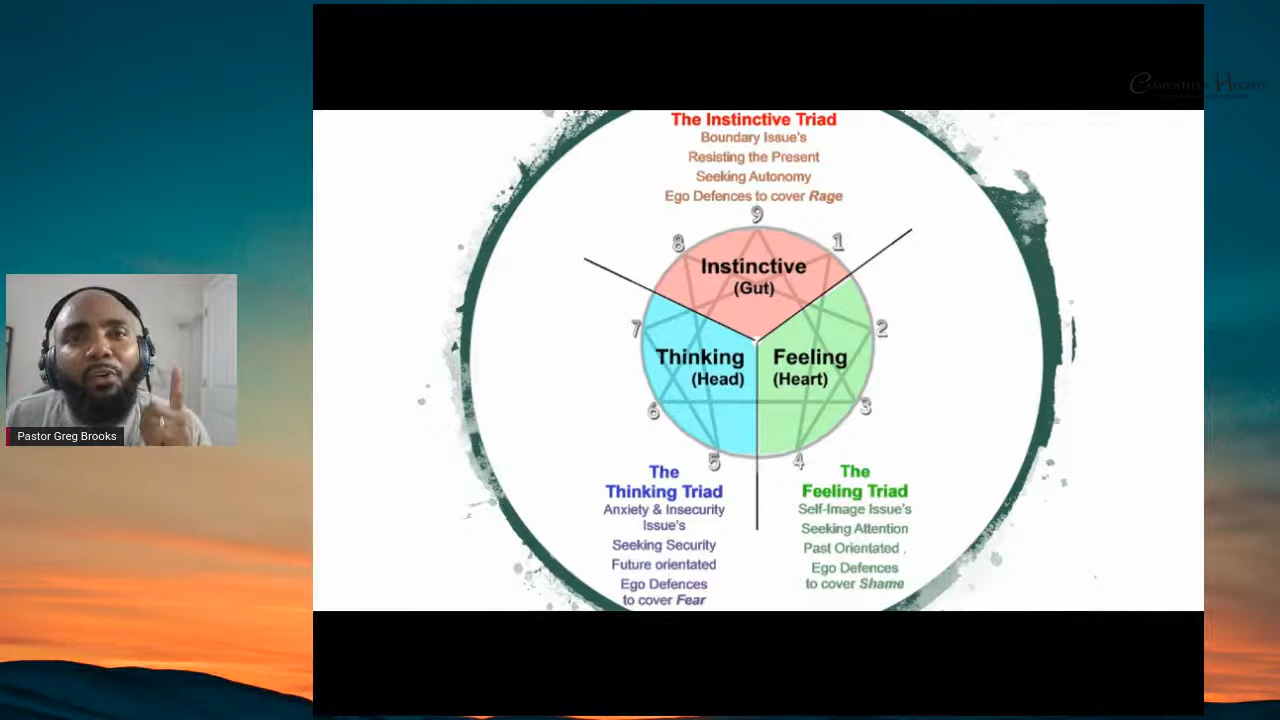 The Instinctive Triad
Boundary Issue's
Resisting the Present
Seeking Autonomy
Ego Defences to cover Rage
9
8
1
Instinctive
(Gut)
7
2
Thinking
(Head)
Feeling
(Heart)
6
3
5
4
The
Thinking Triad
Anxiety & Insecurity
Issue's
Seeking Security
Future orientated
Ego Defences
to cover Fear
The
Feeling Triad
Self-Image Issue's
Seeking Attention
Past Orientated .
Ego Defences
to cover Shame
Pastor Greg Brooks